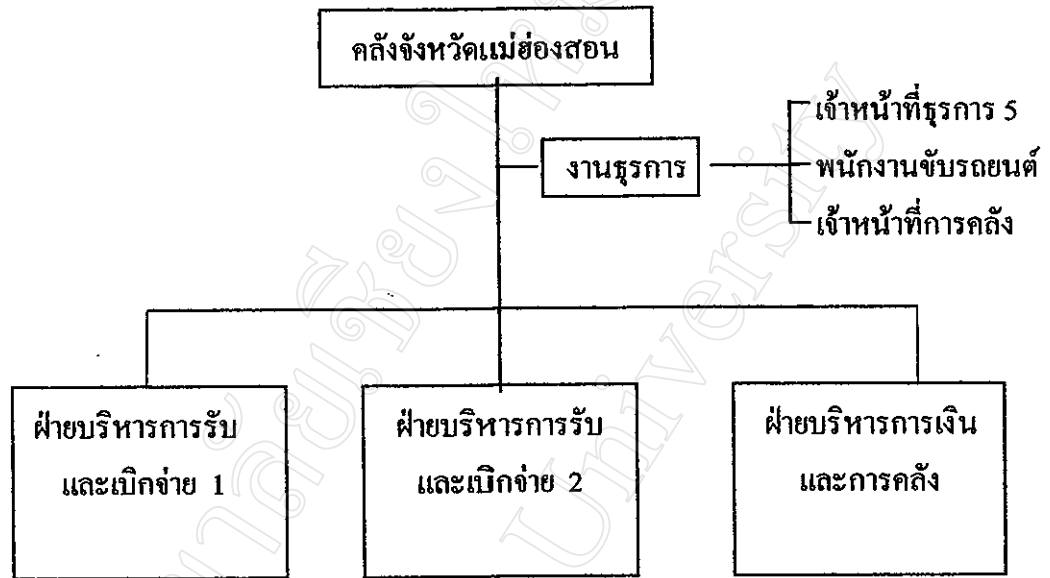 คลังจังหวัดแม่ฮ่องสอน
เจ้าหน้าที่ธุรการ 5
งานธุรการ
พนักงานขับรถยนต์
เจ้าหน้าที่การคลัง
ฝ่ายบริหารการรับ
และเบิกจ่าย 1
ฝ่ายบริหารการรับ
และเบิกจ่าย 2
ฝ่ายบริหารการเงิน
และการคลัง
University